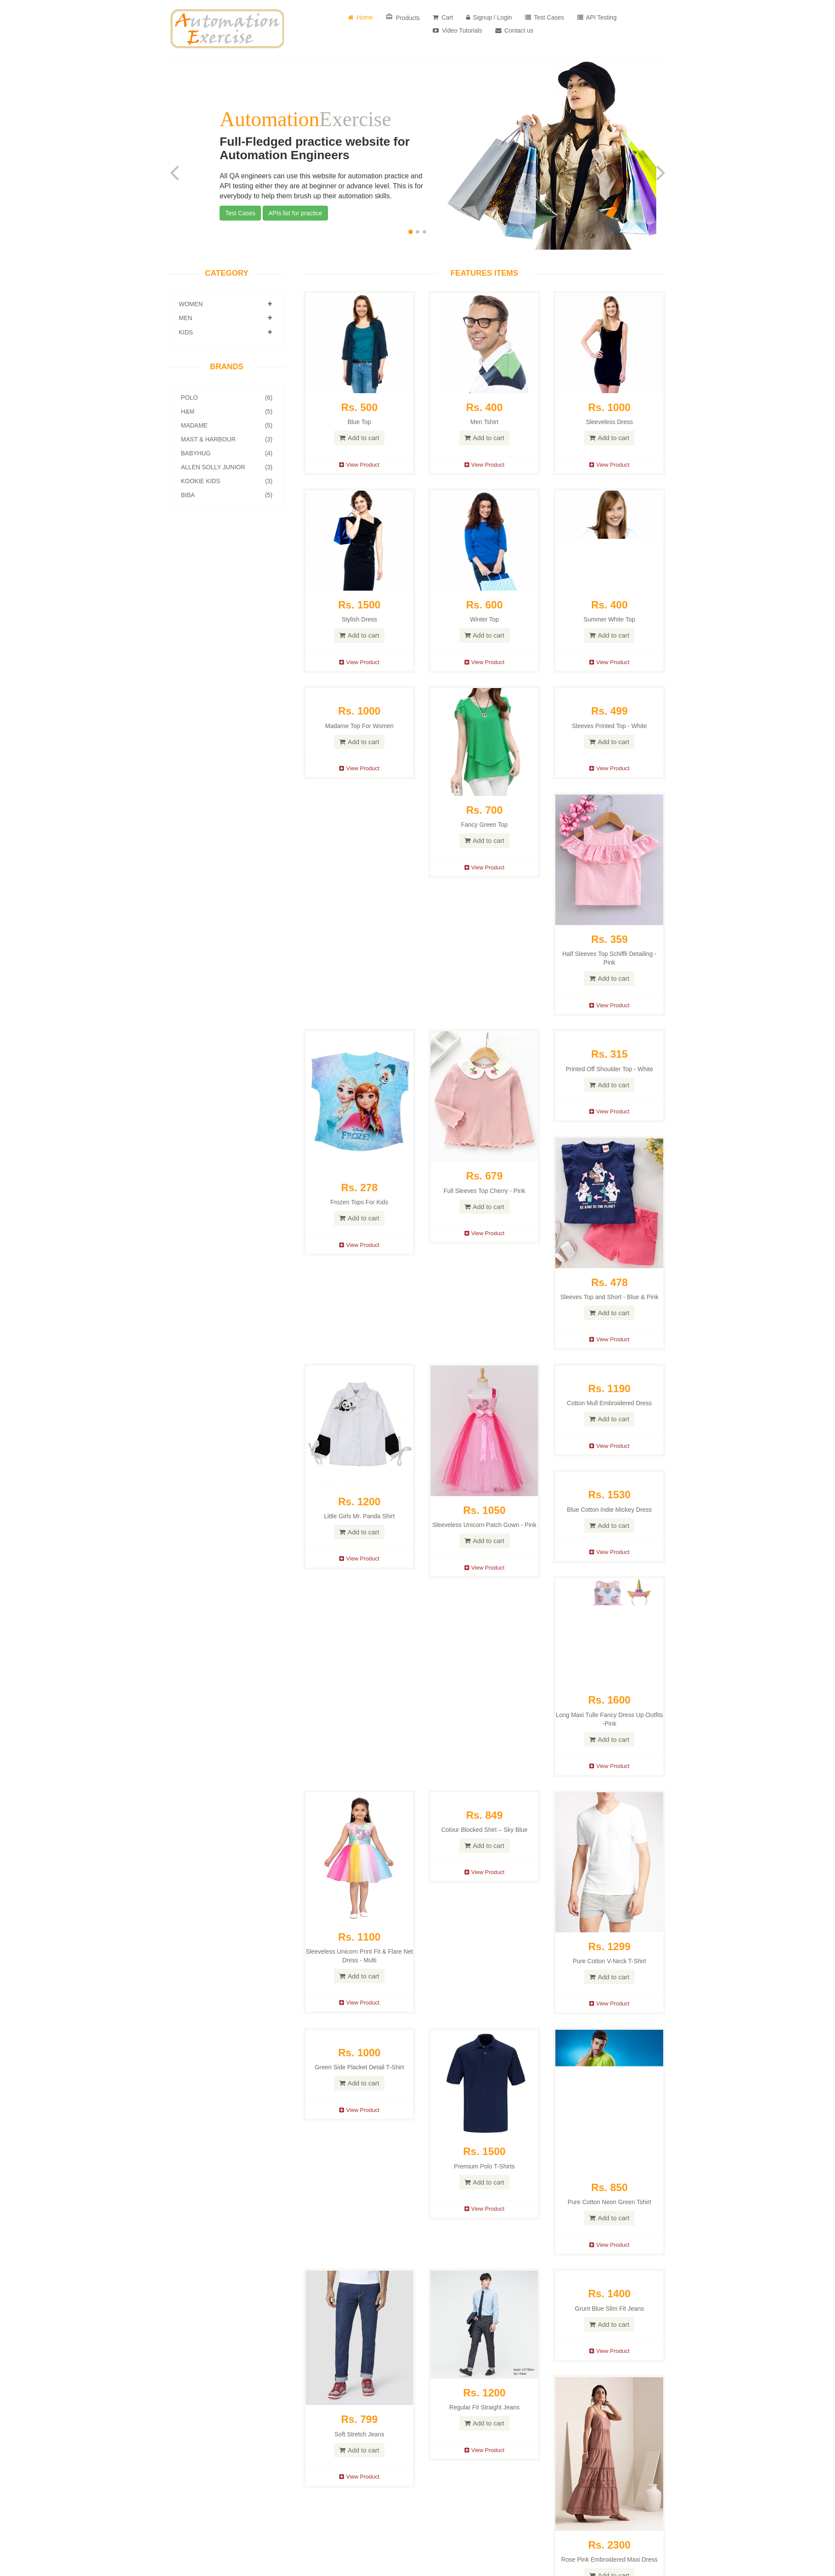 Automation
Exercise
Home
Products
Cart
Signup / Login
Test Cases
API Testing
Video Tutorials
Contact us
AutomationExercise
Full-Fledged practice website for
Automation Engineers
All QA engineers can use this website for automation practice and
API testing either they are at beginner or advance level. This is for
everybody to help them brush up their automation skills.
Test Cases
APIs list for practice
CATEGORY
WOMEN
MEN
KIDS
BRANDS
POLO (6)
H&M (5)
MADAME (5)
MAST & HARBOUR (3)
BABYHUG (4)
ALLEN SOLLY JUNIOR (3)
KOOKIE KIDS (3)
BIBA (5)
FEATURES ITEMS
Rs. 500
Blue Top
Add to cart
View Product
Rs. 400
Men Tshirt
Add to cart
View Product
Rs. 1000
Sleeveless Dress
Add to cart
View Product
Rs. 1500
Stylish Dress
Add to cart
View Product
Rs. 600
Winter Top
Add to cart
View Product
Rs. 400
Summer White Top
Add to cart
View Product
Rs. 1000
Madame Top For Women
Add to cart
View Product
Rs. 700
Fancy Green Top
Add to cart
View Product
Rs. 499
Sleeves Printed Top - White
Add to cart
View Product
Rs. 359
Half Sleeves Top Schiffli Detailing -
Pink
Add to cart
View Product
FROZEN
Rs. 278
Frozen Tops For Kids
Add to cart
View Product
Rs. 679
Full Sleeves Top Cherry - Pink
Add to cart
View Product
Rs. 315
Printed Off Shoulder Top - White
Add to cart
View Product
Rs. 478
Sleeves Top and Short - Blue & Pink
Add to cart
View Product
Rs. 1200
Little Girls Mr. Panda Shirt
Add to cart
View Product
Rs. 1050
Sleeveless Unicorn Patch Gown - Pink
Add to cart
View Product
Rs. 1190
Cotton Mull Embroidered Dress
Add to cart
View Product
Rs. 1530
Blue Cotton Indie Mickey Dress
Add to cart
View Product
Rs. 1600
Long Maxi Tulle Fancy Dress Up Outfits
-Pink
Add to cart
View Product
Rs. 1100
Sleeveless Unicorn Print Fit & Flare Net
Dress - Multi
Add to cart
View Product
Rs. 849
Colour Blocked Shirt – Sky Blue
Add to cart
View Product
Rs. 1299
Pure Cotton V-Neck T-Shirt
Add to cart
View Product
Rs. 1000
Green Side Placket Detail T-Shirt
Add to cart
View Product
Rs. 1500
Premium Polo T-Shirts
Add to cart
View Product
Rs. 850
Pure Cotton Neon Green Tshirt
Add to cart
View Product
Rs. 799
Soft Stretch Jeans
Add to cart
View Product
Rs. 1200
Regular Fit Straight Jeans
Add to cart
View Product
Rs. 1400
Grunt Blue Slim Fit Jeans
Add to cart
View Product
Rs. 2300
Rose Pink Embroidered Maxi Dress
Add to cart